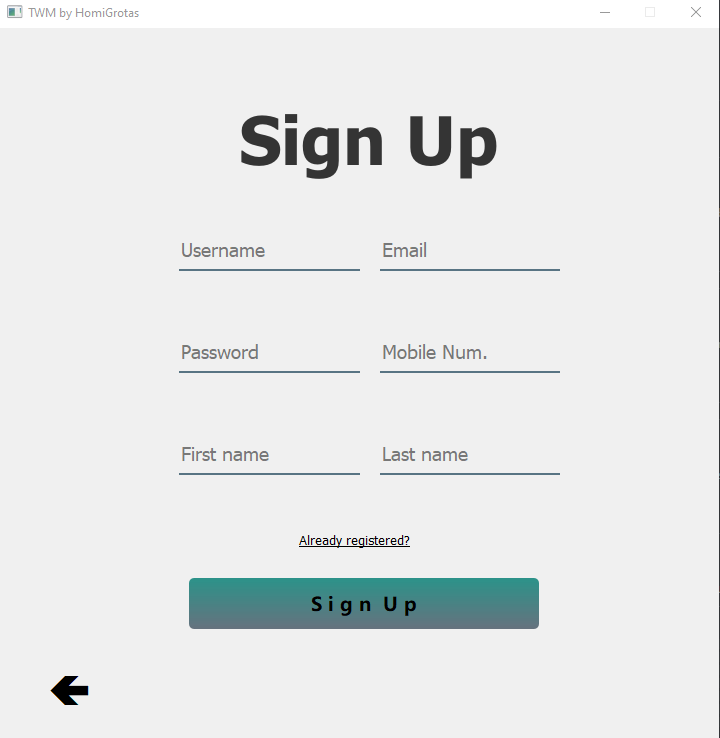 TWM by HomiGrotas
Sign Up
Username Email
Password Mobile Num.
First name Last name
Already registered?
Sign Up